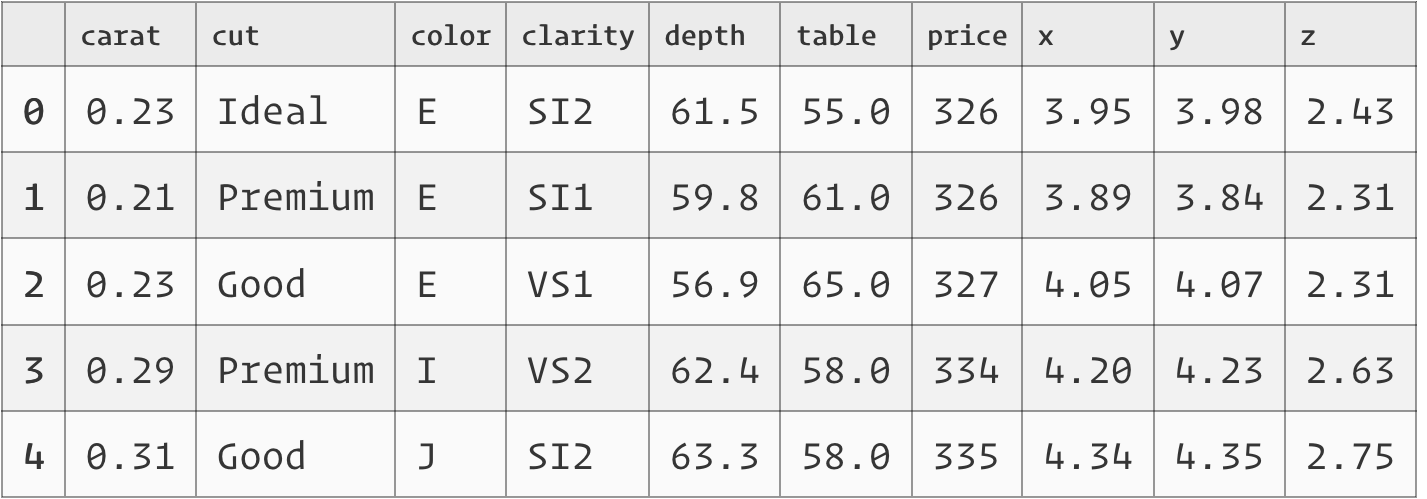 carat cut color clarity depth table price x y z
0 0.23 Ideal E SI2 61.5 55.0 326 3.95 3.98 2.43
1 0.21 Premium E SI1 59.8 61.0 326 3.89 3.84 2.31
2 0.23 Good E VS1 56.9 65.0 327 4.05 4.07 2.31
3 0.29 Premium I VS2 62.4 58.0 334 4.20 4.23 2.63
4 0.31 Good J SI2 63.3 58.0 335 4.34 4.35 2.75